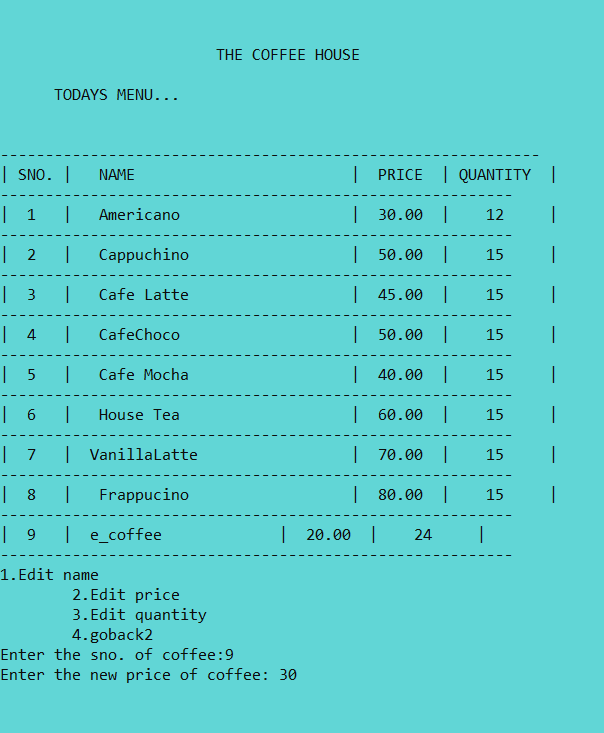 THE COFFEE HOUSE
TODAYS MENU...
------------------------------------------------------------
| SNO. |   NAME                        |  PRICE  | QUANTITY  |
---------------------------------------------------------
|  1   |   Americano                   |  30.00  |    12     |
---------------------------------------------------------
|  2   |   Cappuchino                  |  50.00  |    15     |
---------------------------------------------------------
|  3   |   Cafe Latte                  |  45.00  |    15     |
---------------------------------------------------------
|  4   |   CafeChoco                   |  50.00  |    15     |
---------------------------------------------------------
|  5   |   Cafe Mocha                  |  40.00  |    15     |
---------------------------------------------------------
|  6   |   House Tea                   |  60.00  |    15     |
---------------------------------------------------------
|  7   |  VanillaLatte                 |  70.00  |    15     |
---------------------------------------------------------
|  8   |   Frappucino                  |  80.00  |    15     |
---------------------------------------------------------
|  9   |  e_coffee             |  20.00  |    24     |
---------------------------------------------------------
1.Edit name
2.Edit price
3.Edit quantity
4.goback2
Enter the sno. of coffee:9
Enter the new price of coffee: 30